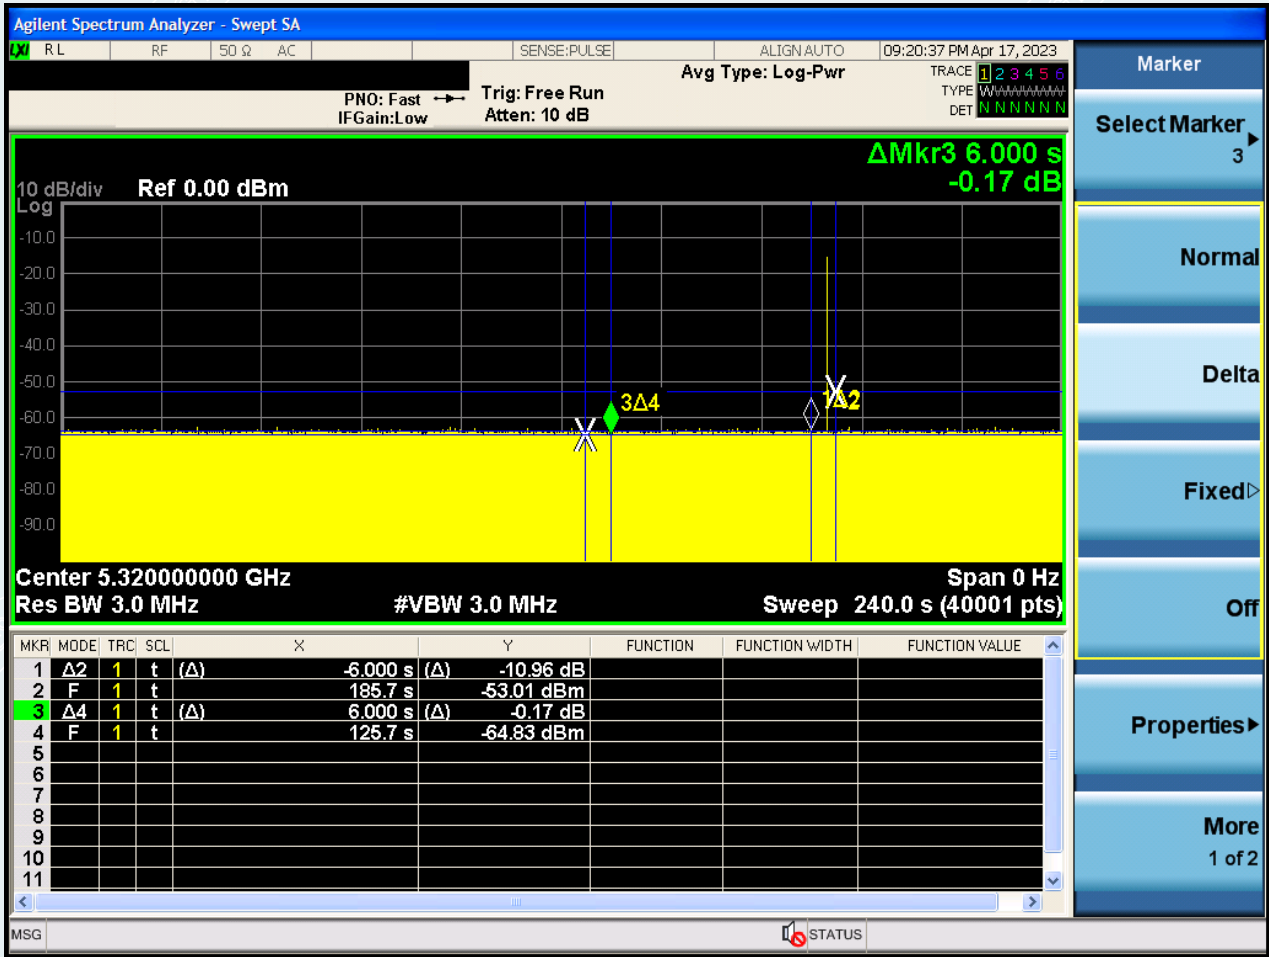 Agilent Spectrum Analyzer - Swept SA
LXI RL RF 50 Ω AC SENSE:PULSE ALIGN AUTO 09:20:37 PM Apr 17, 2023
PNO: Fast
IFGain:Low
Trig: Free Run
Atten: 10 dB
Avg Type: Log-Pwr
TRACE 1 2 3 4 5 6
TYPE WWWWWW
DET N N N N N N
ΔMkr3 6.000 s
-0.17 dB
10 dB/div Ref 0.00 dBm
Log
-10.0
-20.0
-30.0
-40.0
-50.0
-60.0
-70.0
-80.0
-90.0
3Δ4
1Δ2
Center 5.320000000 GHz Span 0 Hz
Res BW 3.0 MHz #VBW 3.0 MHz Sweep 240.0 s (40001 pts)
MKR MODE TRC SCL X Y FUNCTION FUNCTION WIDTH FUNCTION VALUE
1 Δ2 1 t (Δ) -6.000 s (Δ) -10.96 dB
2 F 1 t 185.7 s -53.01 dBm
3 Δ4 1 t (Δ) 6.000 s (Δ) -0.17 dB
4 F 1 t 125.7 s -64.83 dBm
5
6
7
8
9
10
11
MSG STATUS
Marker
Select Marker
3
Normal
Delta
Fixed
Off
Properties
More
1 of 2